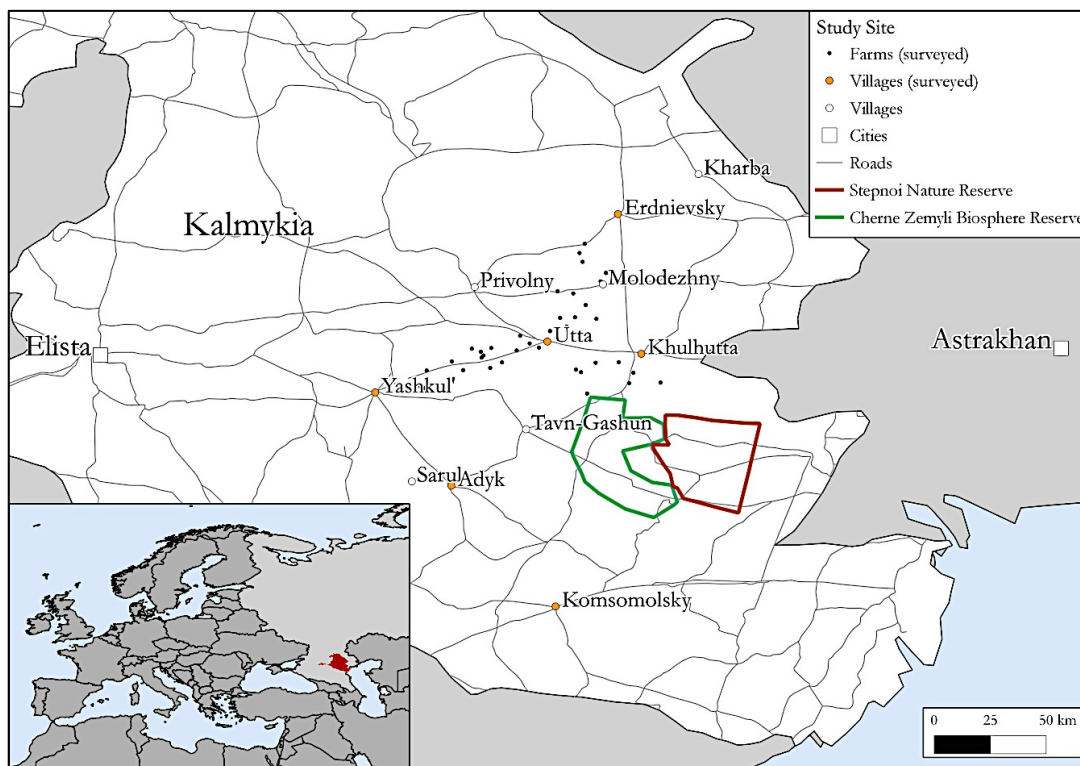 Study Site
Farms (surveyed)
Villages (surveyed)
Villages
Cities
Roads
Stepnoi Nature Reserve
Cherne Zemyli Biosphere Reserve
Kharba
Erdnievsky
Kalmykia
Privolny
Molodezhny
Utta
Elista
Khulhutta
Astrakhan
Yashkul'
Tavn-Gashun
Sarul
Adyk
Komsomolsky
0 25 50 km